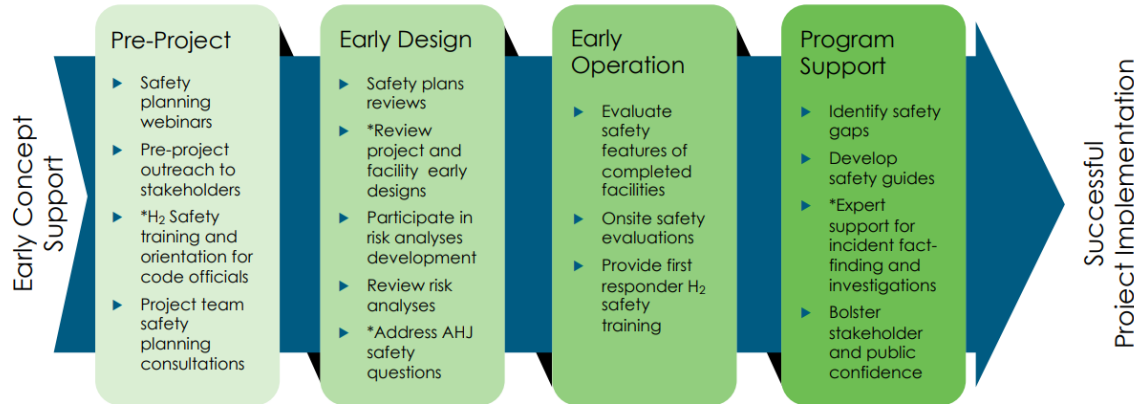 Early Concept
Support
Pre-Project
Safety
planning
webinars
Pre-project
outreach to
stakeholders
*H₂ Safety
training and
orientation for
code officials
Project team
safety
planning
consultations
Early Design
Safety plans
reviews
*Review
project and
facility early
designs
Participate in
risk analyses
development
Review risk
analyses
*Address AHJ
safety
questions
Early
Operation
Evaluate
safety
features of
completed
facilities
Onsite safety
evaluations
Provide first
responder H₂
safety
training
Program
Support
Identify safety
gaps
Develop
safety guides
*Expert
support for
incident fact-
finding and
investigations
Bolster
stakeholder
and public
confidence
Successful
Project Implementation